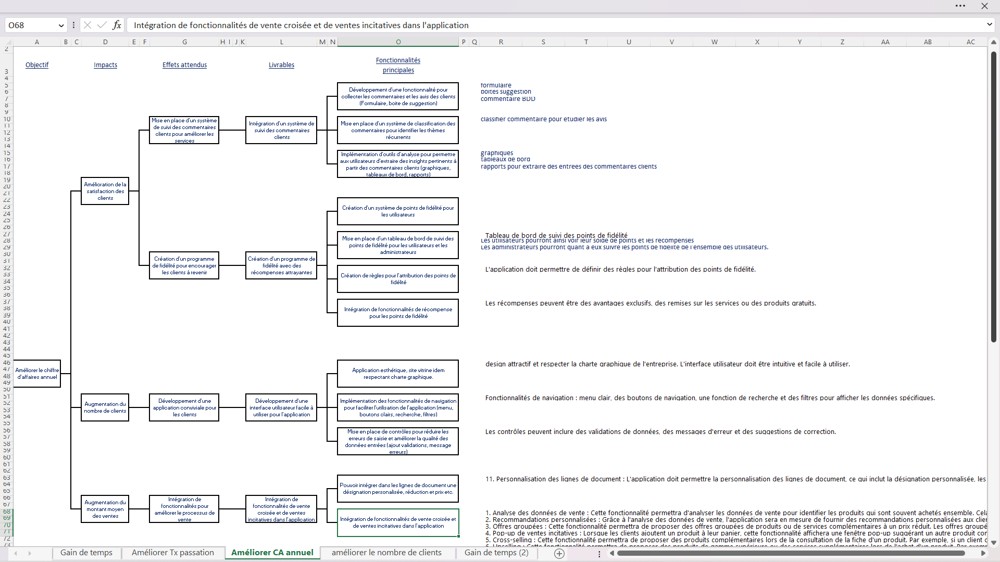 O68
fx
Intégration de fonctionnalités de vente croisée et de ventes incitatives dans l'application
A B C D E F G H I J K L M N O P Q R S T U V W X Y Z AA AB AC
Objectif
Impacts
Effets attendus
Livrables
Fonctionnalités
principales
Développement d'une fonctionnalité pour
collecter les commentaires et les avis des clients
(Formulaire, boite de suggestion)
formulaire
boites suggestion
commentaire BDD
Mise en place d'un système
de suivi des commentaires
clients pour améliorer les
services
Intégration d'un système de
suivi des commentaires
clients
Mise en place d'un système de classification des
commentaires pour identifier les thèmes
récurrents
classifier commentaire pour étudier les avis
Implémentation d'outils d'analyse pour permettre
aux utilisateurs d'extraire des insights pertinents à
partir des commentaires clients (graphiques,
tableaux de bord, rapports)
graphiques
tableaux de bord
rapports pour extraire des entrées des commentaires clients
Amélioration de la
satisfaction des
clients
Création d'un système de points de fidélité pour
les utilisateurs
Mise en place d'un tableau de bord de suivi des
points de fidélité pour les utilisateurs et les
administrateurs
Tableau de bord de suivi des points de fidélité
Les utilisateurs pourront ainsi voir leur solde de points et les récompenses
Les administrateurs pourront quant à eux suivre les points de fidélité de l'ensemble des utilisateurs.
Création d'un programme
de fidélité pour encourager
les clients à revenir
Création d'un programme de
fidélité avec des
récompenses attrayantes
Création de règles pour l'attribution des points de
fidélité
L'application doit permettre de définir des règles pour l'attribution des points de fidélité.
Intégration de fonctionnalités de récompense
pour les points de fidélité
Les récompenses peuvent être des avantages exclusifs, des remises sur les services ou des produits gratuits.
Améliorer le chiffre
d'affaires annuel
Application esthétique, site vitrine idem
respectant charte graphique.
design attractif et respecter la charte graphique de l'entreprise. L'interface utilisateur doit être intuitive et facile à utiliser.
Augmentation du
nombre de clients
Développement d'une
application conviviale pour
les clients
Développement d'une
interface utilisateur facile à
utiliser pour l'application
Implémentation des fonctionnalités de navigation
pour faciliter l'utilisation de l'application (menu,
boutons clairs, recherche, filtres)
Fonctionnalités de navigation : menu clair, des boutons de navigation, une fonction de recherche et des filtres pour afficher les données spécifiques.
Mise en place de contrôles pour réduire les
erreurs de saisie et améliorer la qualité des
données entrées (ajout validations, message
erreurs)
Les contrôles peuvent inclure des validations de données, des messages d'erreur et des suggestions de correction.
Pouvoir intégrer dans les lignes de document une
désignation personalisée, réduction et prix etc.
11. Personnalisation des lignes de document : L'application doit permettre la personnalisation des lignes de document, ce qui inclut la désignation personnalisée, les
Augmentation du
montant moyen
des ventes
Intégration de
fonctionnalités pour
améliorer le processus de
vente
Intégration de
fonctionnalités de vente
croisée et de ventes
incitatives dans l'application
Intégration de fonctionnalités de vente croisée et
de ventes incitatives dans l'application
1. Analyse des données de vente : Cette fonctionnalité permettra d'analyser les données de vente pour identifier les produits qui sont souvent achetés ensemble. Cela
2. Recommandations personnalisées : Grâce à l'analyse des données de vente, l'application sera en mesure de fournir des recommandations personnalisées aux clien
3. Offres groupées : Cette fonctionnalité permettra de proposer des offres groupées de produits ou de services complémentaires à un prix réduit. Les offres groupé
4. Pop-up de ventes incitatives : Lorsque les clients ajoutent un produit à leur panier, cette fonctionnalité affichera une fenêtre pop-up suggérant un autre produit con
5. Cross-selling : Cette fonctionnalité permettra de proposer des produits complémentaires lors de la consultation de la fiche d'un produit. Par exemple, si un client c
6. Upselling : Cette fonctionnalité permettra de proposer des produits de gamme supérieure ou des services supplémentaires lors de l'achat d'un produit. Par exem
Gain de temps
Améliorer Tx passation
Améliorer CA annuel
améliorer le nombre de clients
Gain de temps (2)